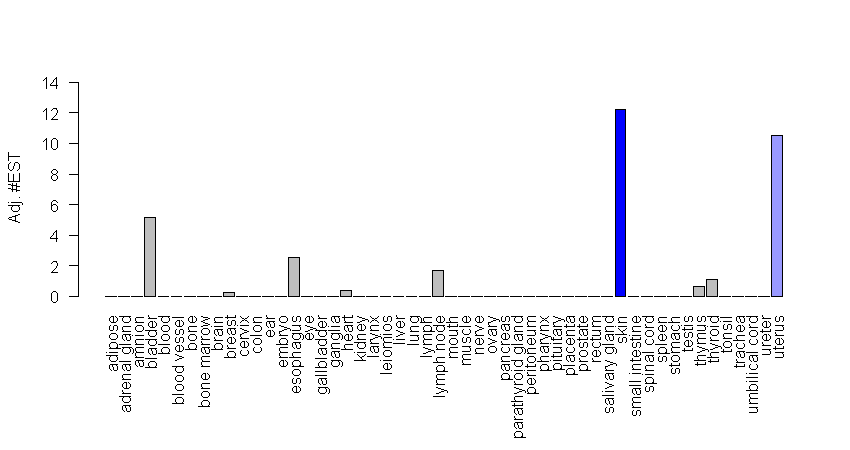 Adj. #EST
14
12
10
8
6
4
2
0
adipose
adrenal gland
amnion
bladder
blood
blood vessel
bone
bone marrow
brain
breast
cervix
colon
ear
embryo
esophagus
eye
gallbladder
ganglia
heart
kidney
larynx
leiomios
liver
lung
lymph
lymph node
mouth
muscle
nerve
ovary
pancreas
parathyroid gland
peritoneum
pharynx
pituitary
placenta
prostate
rectum
salivary gland
skin
small intestine
spinal cord
spleen
stomach
testis
thymus
thyroid
tonsil
trachea
umbilical cord
ureter
uterus